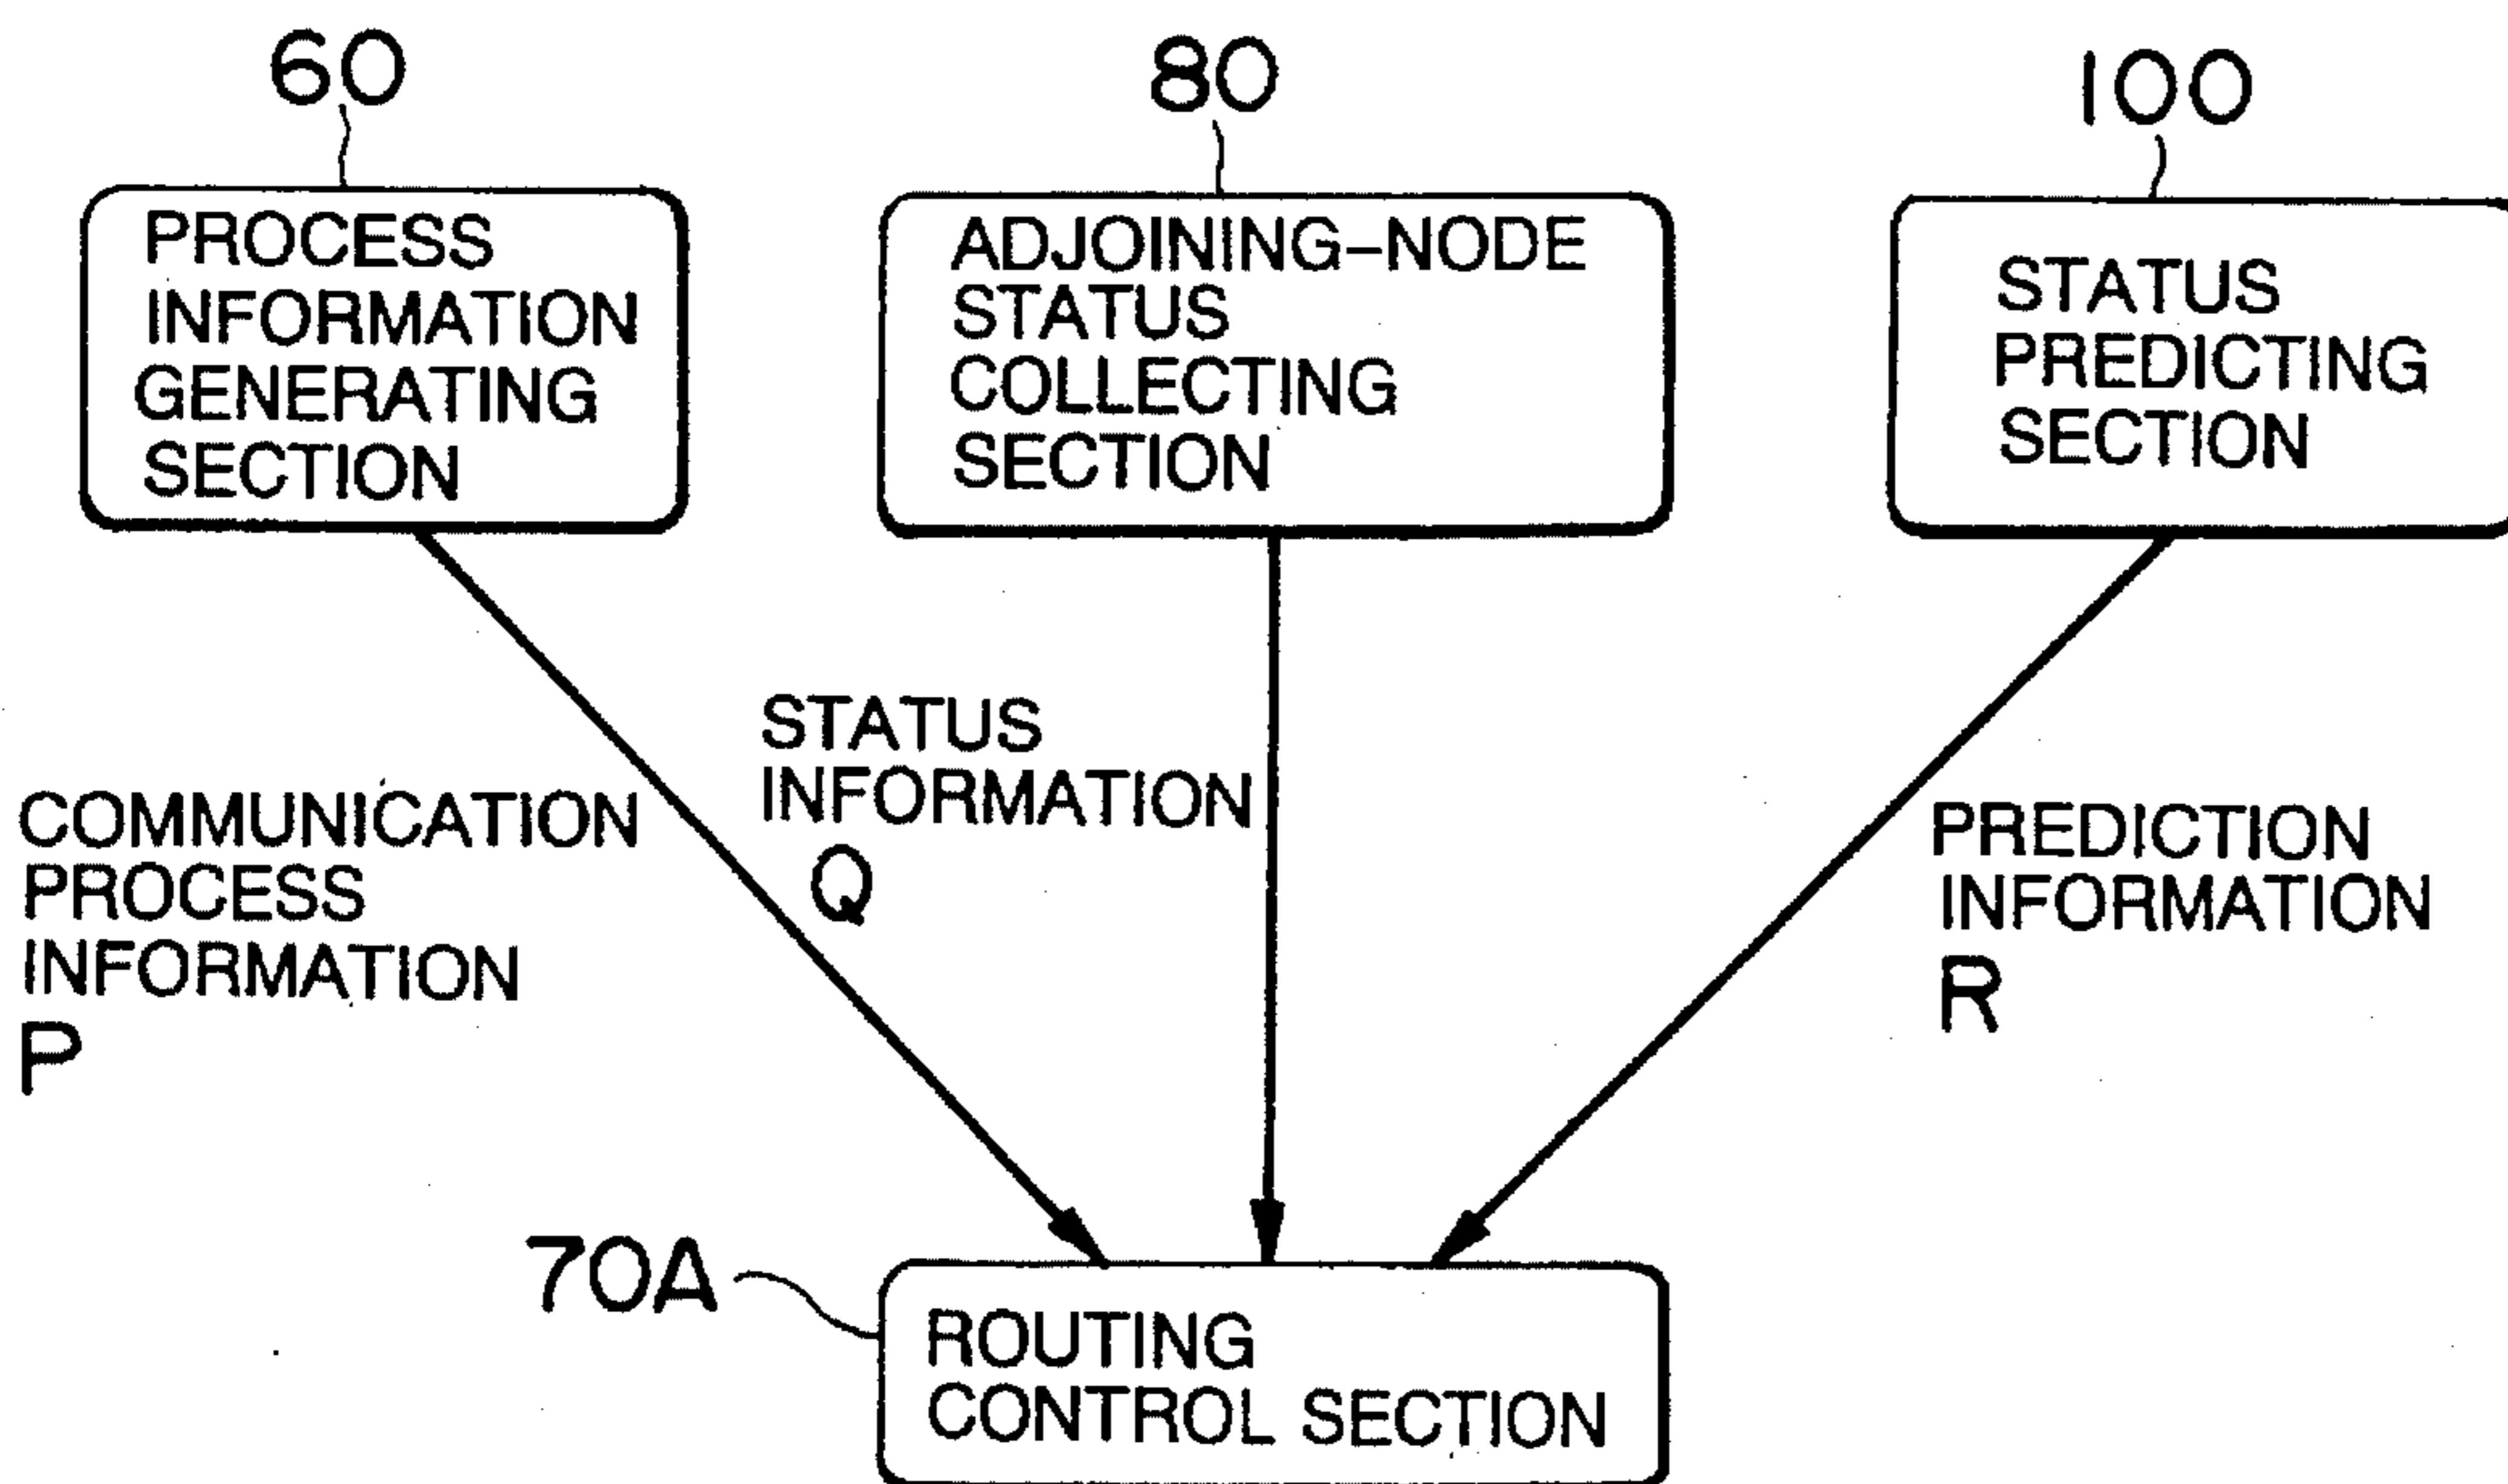 60
80
100
PROCESS
INFORMATION
GENERATING
SECTION
ADJOINING-NODE
STATUS
COLLECTING
SECTION
STATUS
PREDICTING
SECTION
COMMUNICATION
PROCESS
INFORMATION
P
STATUS
INFORMATION
Q
PREDICTION
INFORMATION
R
70A
ROUTING
CONTROL SECTION